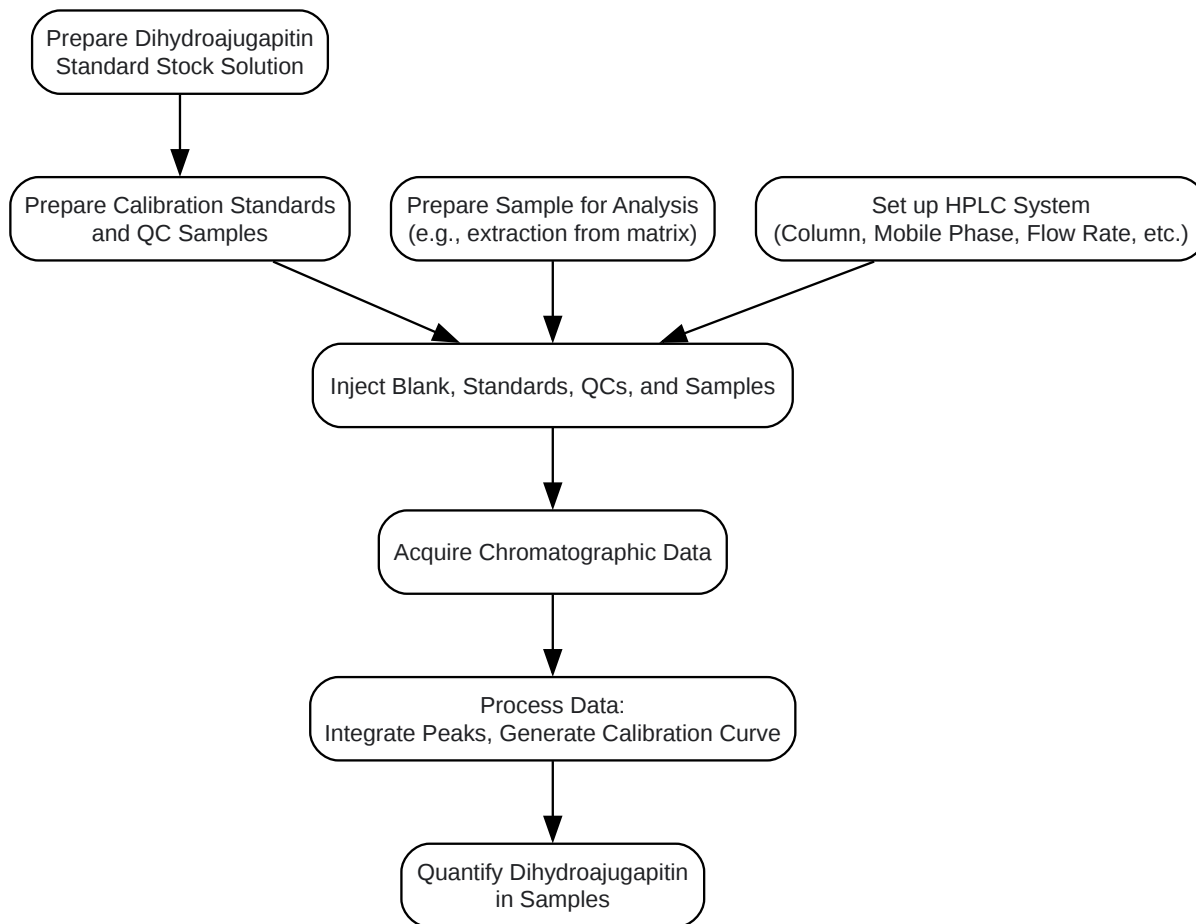 Prepare Dihydroajugapitin
Standard Stock Solution
Prepare Calibration Standards
and QC Samples
Prepare Sample for Analysis
(e.g., extraction from matrix)
Set up HPLC System
(Column, Mobile Phase, Flow Rate, etc.)
Inject Blank, Standards, QCs, and Samples
Acquire Chromatographic Data
Process Data:
Integrate Peaks, Generate Calibration Curve
Quantify Dihydroajugapitin
in Samples